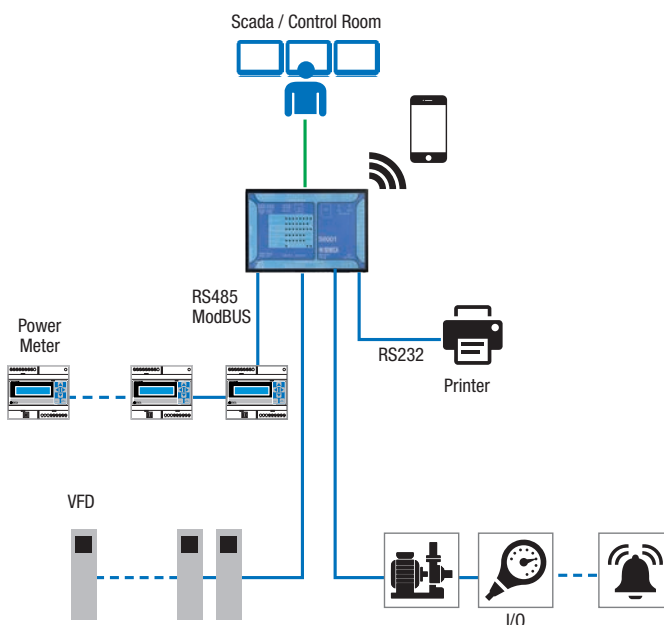 Scada / Control Room
RS485
ModBUS
Power
Meter
RS232
Printer
VFD
I/O